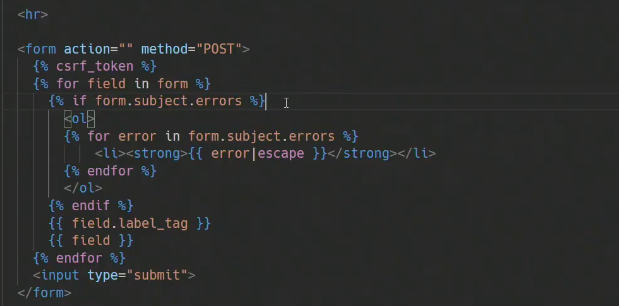 <hr>
<form action="" method="POST">
{% csrf_token %}
{% for field in form %}
{% if form.subject.errors %}
<ol>
{% for error in form.subject.errors %}
<li><strong>{{ error|escape }}</strong></li>
{% endfor %}
</ol>
{% endif %}
{{ field.label_tag }}
{{ field }}
{% endfor %}
<input type="submit">
</form>